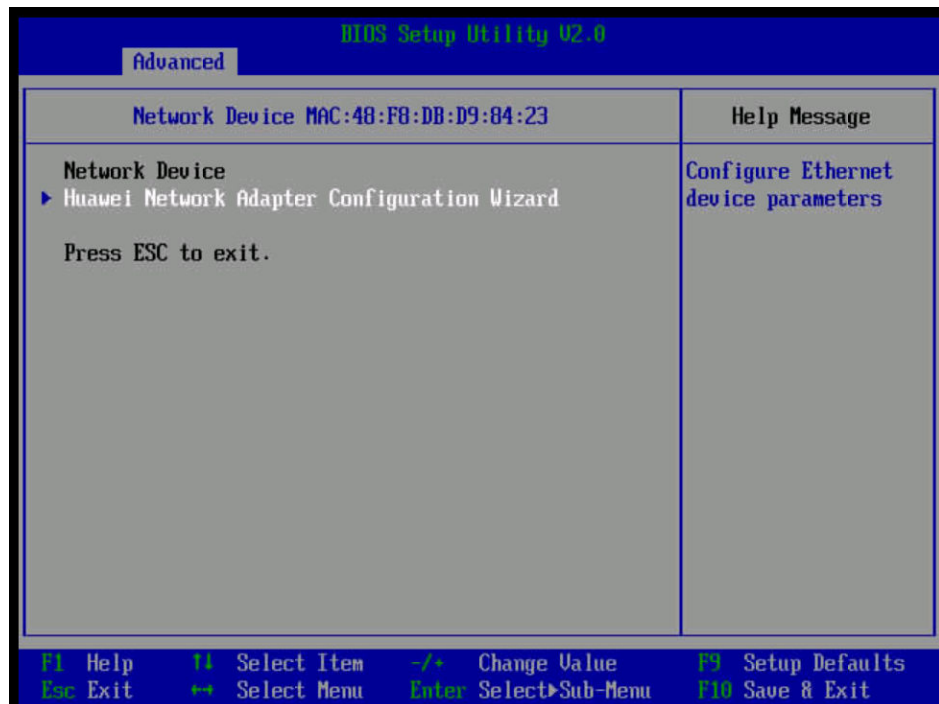 BIOS Setup Utility V2.0
Advanced
Network Device MAC:48:F8:DB:D9:84:23
Help Message
Network Device
Configure Ethernet
▶ Huawei Network Adapter Configuration Wizard
device parameters
Press ESC to exit.
F1 Help ↑↓ Select Item -/+ Change Value F9 Setup Defaults
Esc Exit ↔ Select Menu Enter Select▶Sub-Menu F10 Save & Exit